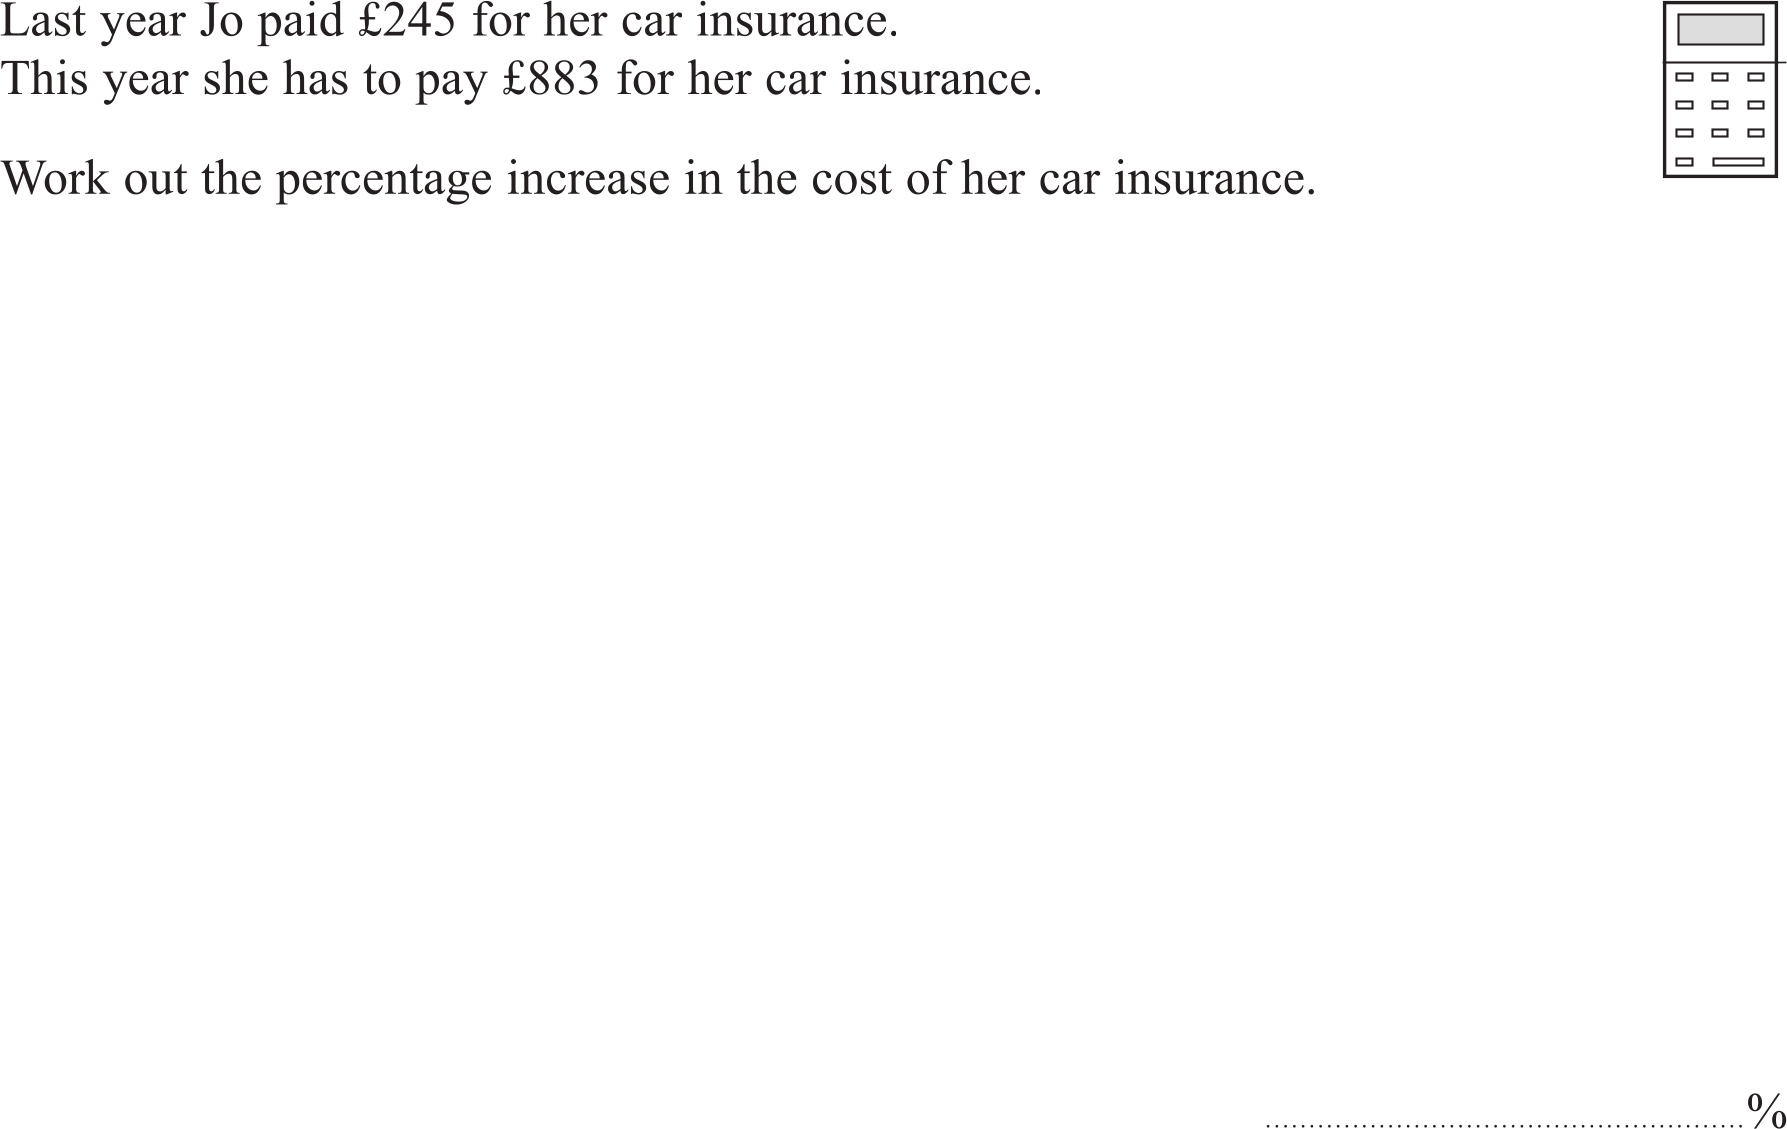 Last year Jo paid £245 for her car insurance.
This year she has to pay £883 for her car insurance.
Work out the percentage increase in the cost of her car insurance.
........................................................%